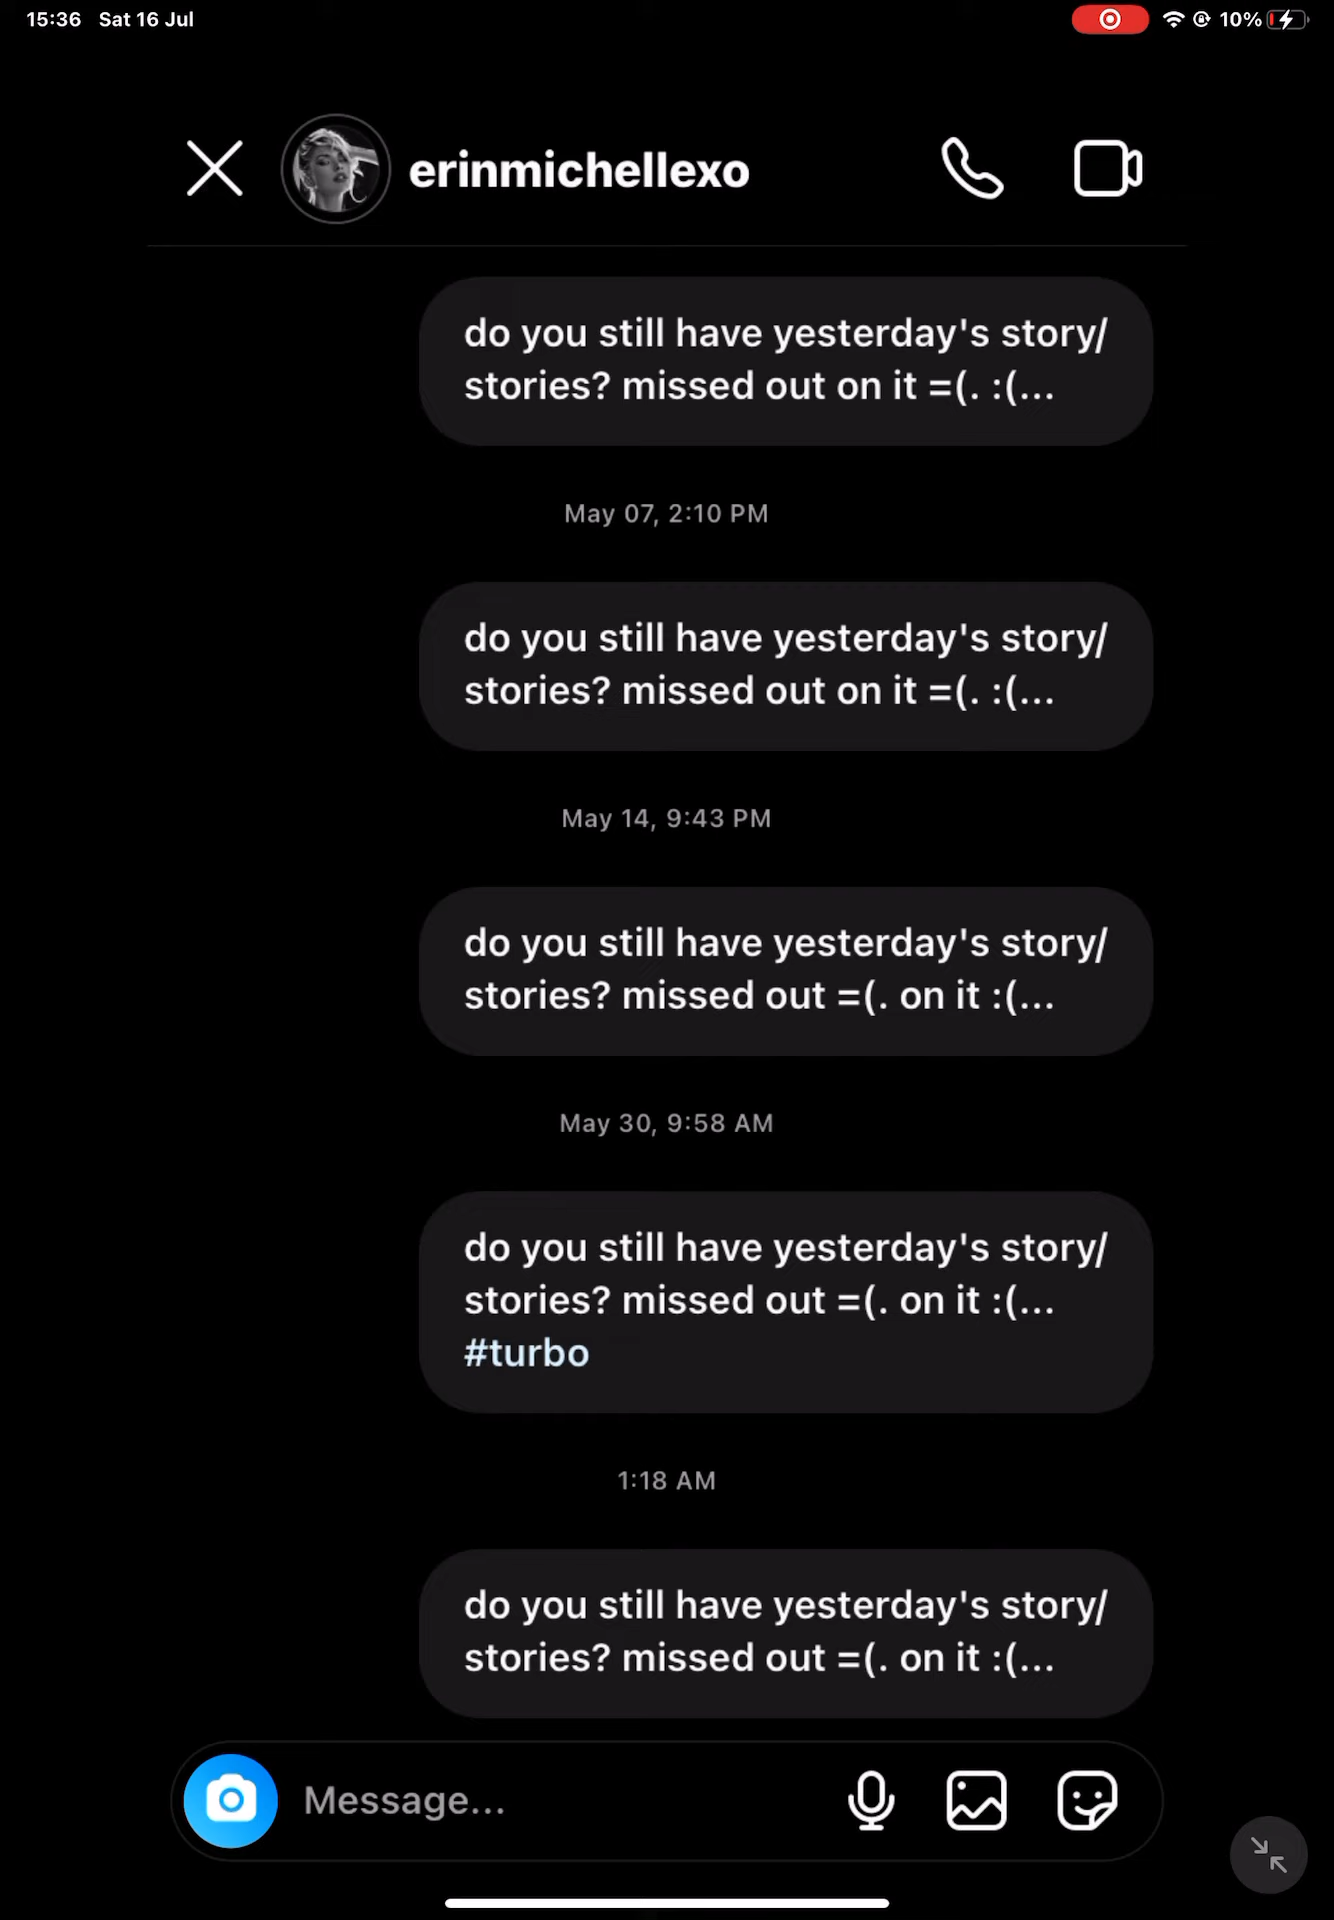 15:36 Sat 16 Jul
10%
erinmichellexo
do you still have yesterday's story/
stories? missed out on it =(. :(...
May 07, 2:10 PM
do you still have yesterday's story/
stories? missed out on it =(. :(...
May 14, 9:43 PM
do you still have yesterday's story/
stories? missed out =(. on it :(...
May 30, 9:58 AM
do you still have yesterday's story/
stories? missed out =(. on it :(...
#turbo
1:18 AM
do you still have yesterday's story/
stories? missed out =(. on it :(...
Message...